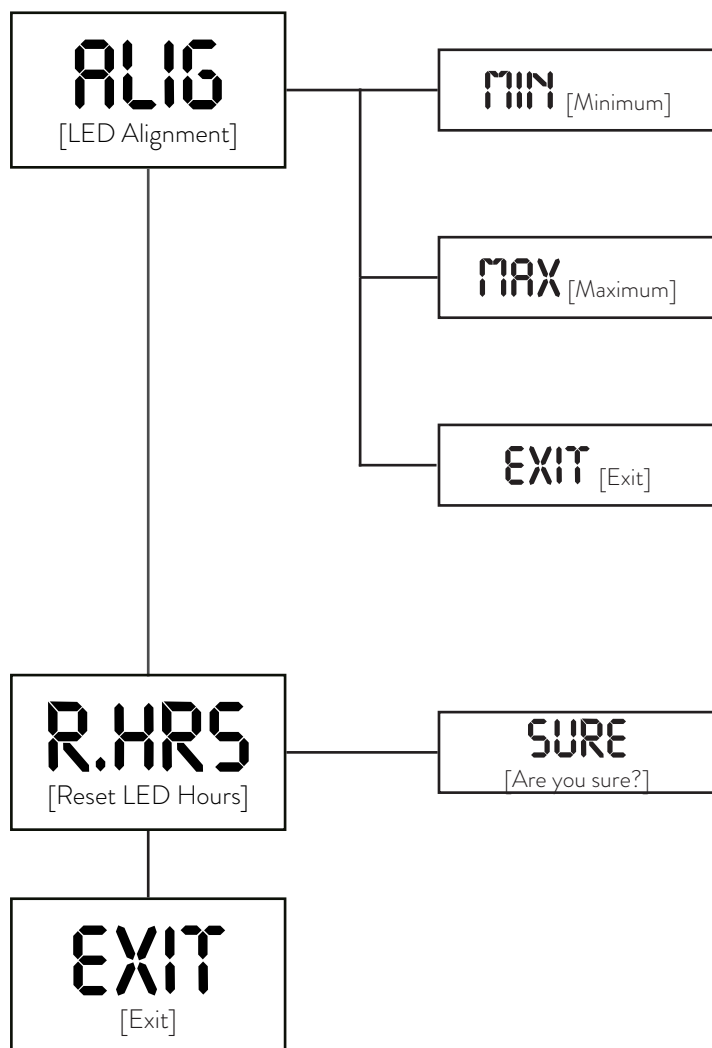 ALIG
[LED Alignment]
MIN [Minimum]
MAX [Maximum]
EXIT [Exit]
R.HRS
[Reset LED Hours]
SURE
[Are you sure?]
EXIT
[Exit]